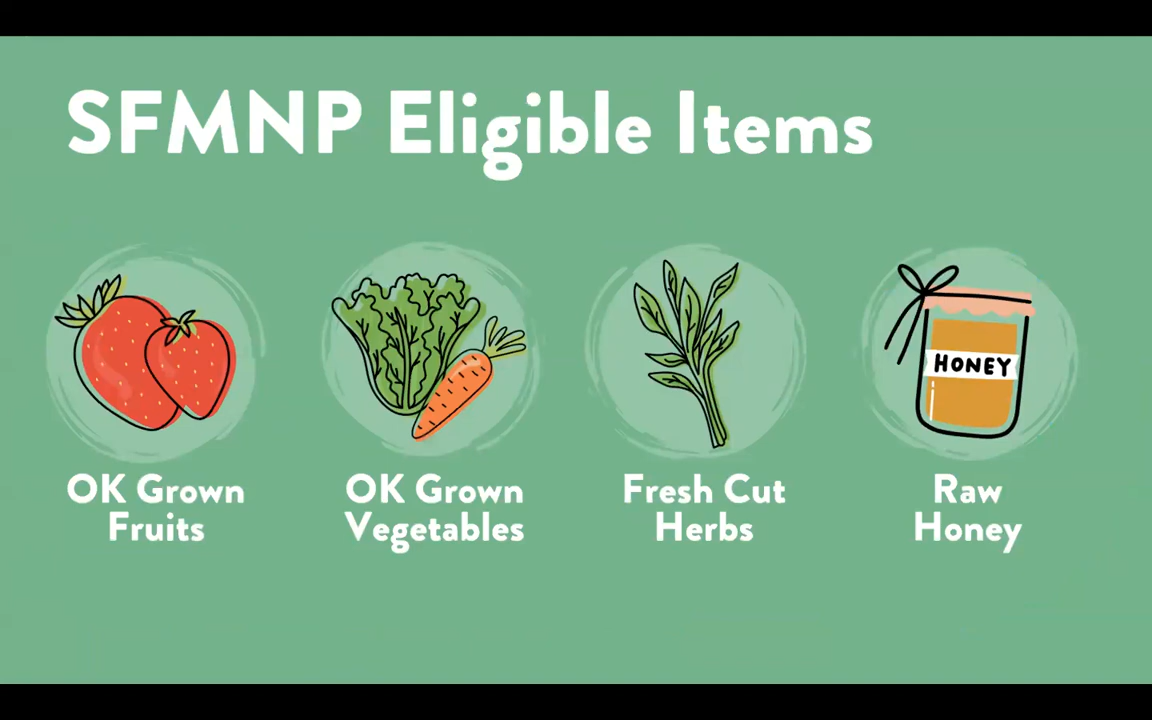 SFMNP Eligible Items
HONEY
OK Grown
Fruits
OK Grown
Vegetables
Fresh Cut
Herbs
Raw
Honey